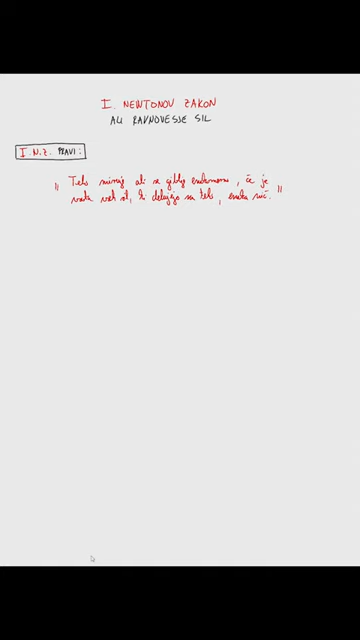 I. NEWTONOV ZAKON
ALI RAVNOVESJE SIL
I. N. Z. PRAVI:
" Telo miruje ali se giblje enakomerno, če je
vsota vseh sil, ki delujejo na telo, enaka nič. "